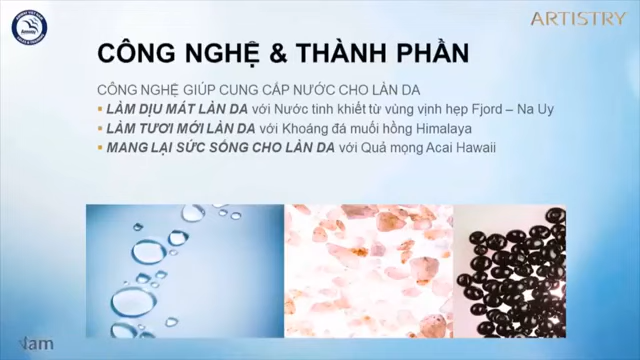 ARTISTRY
CÔNG NGHỆ & THÀNH PHẦN
CÔNG NGHỆ GIÚP CUNG CẤP NƯỚC CHO LÀN DA
LÀM DỊU MÁT LÀN DA với Nước tinh khiết từ vùng vịnh hẹp Fjord – Na Uy
LÀM TƯƠI MỚI LÀN DA với Khoáng đá muối hồng Himalaya
MANG LẠI SỨC SỐNG CHO LÀN DA với Quả mọng Acai Hawaii
Nam